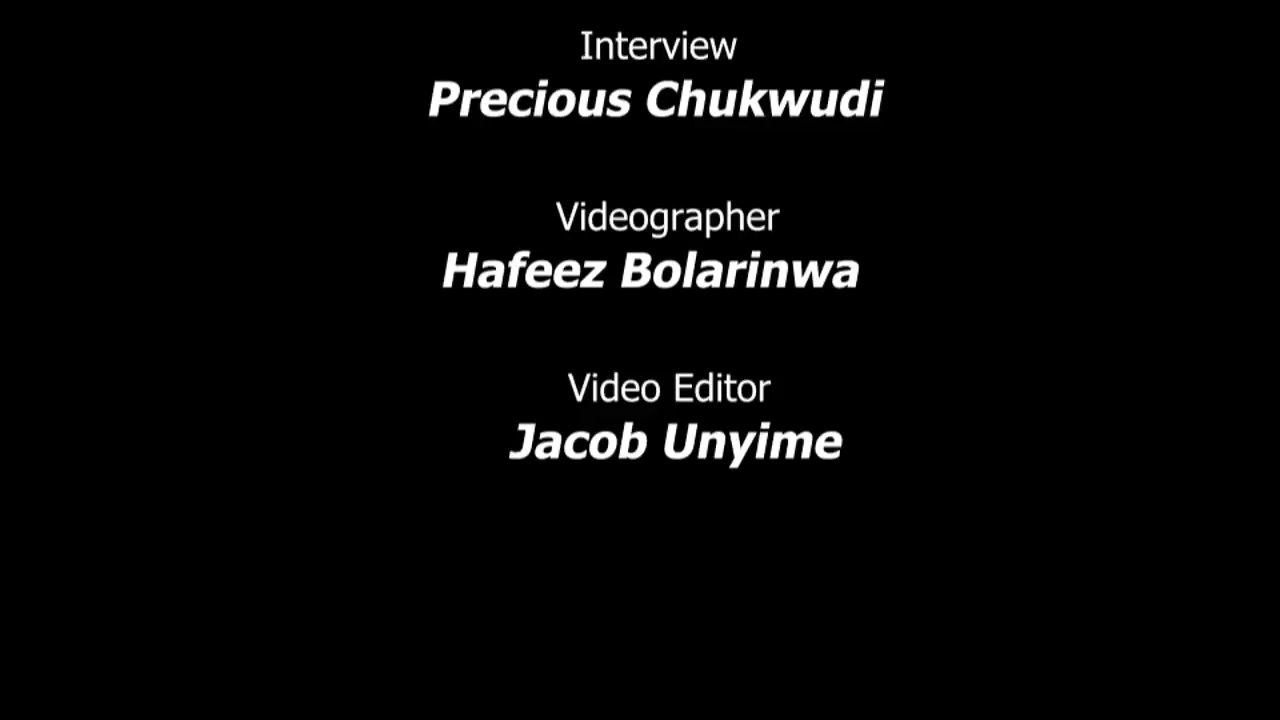 Interview
Precious Chukwudi
Videographer
Hafeez Bolarinwa
Video Editor
Jacob Unyime